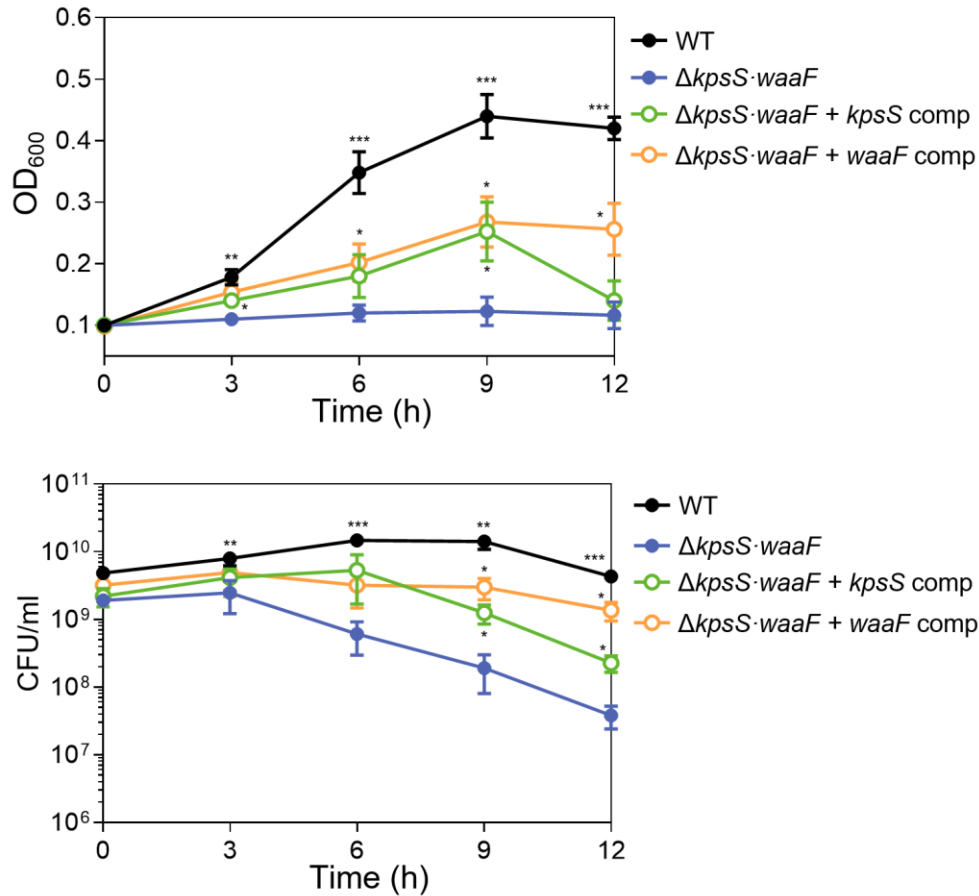 0.6
0.5
0.4
0.3
0.2
0.1
OD600
0 3 6 9 12
Time (h)
** *** *** ***
* * *
* *
WT
ΔkpsS·waaF
ΔkpsS·waaF + kpsS comp
ΔkpsS·waaF + waaF comp
10¹¹
10¹⁰
10⁹
10⁸
10⁷
10⁶
CFU/ml
0 3 6 9 12
Time (h)
** *** ** ***
* *
* *
WT
ΔkpsS·waaF
ΔkpsS·waaF + kpsS comp
ΔkpsS·waaF + waaF comp